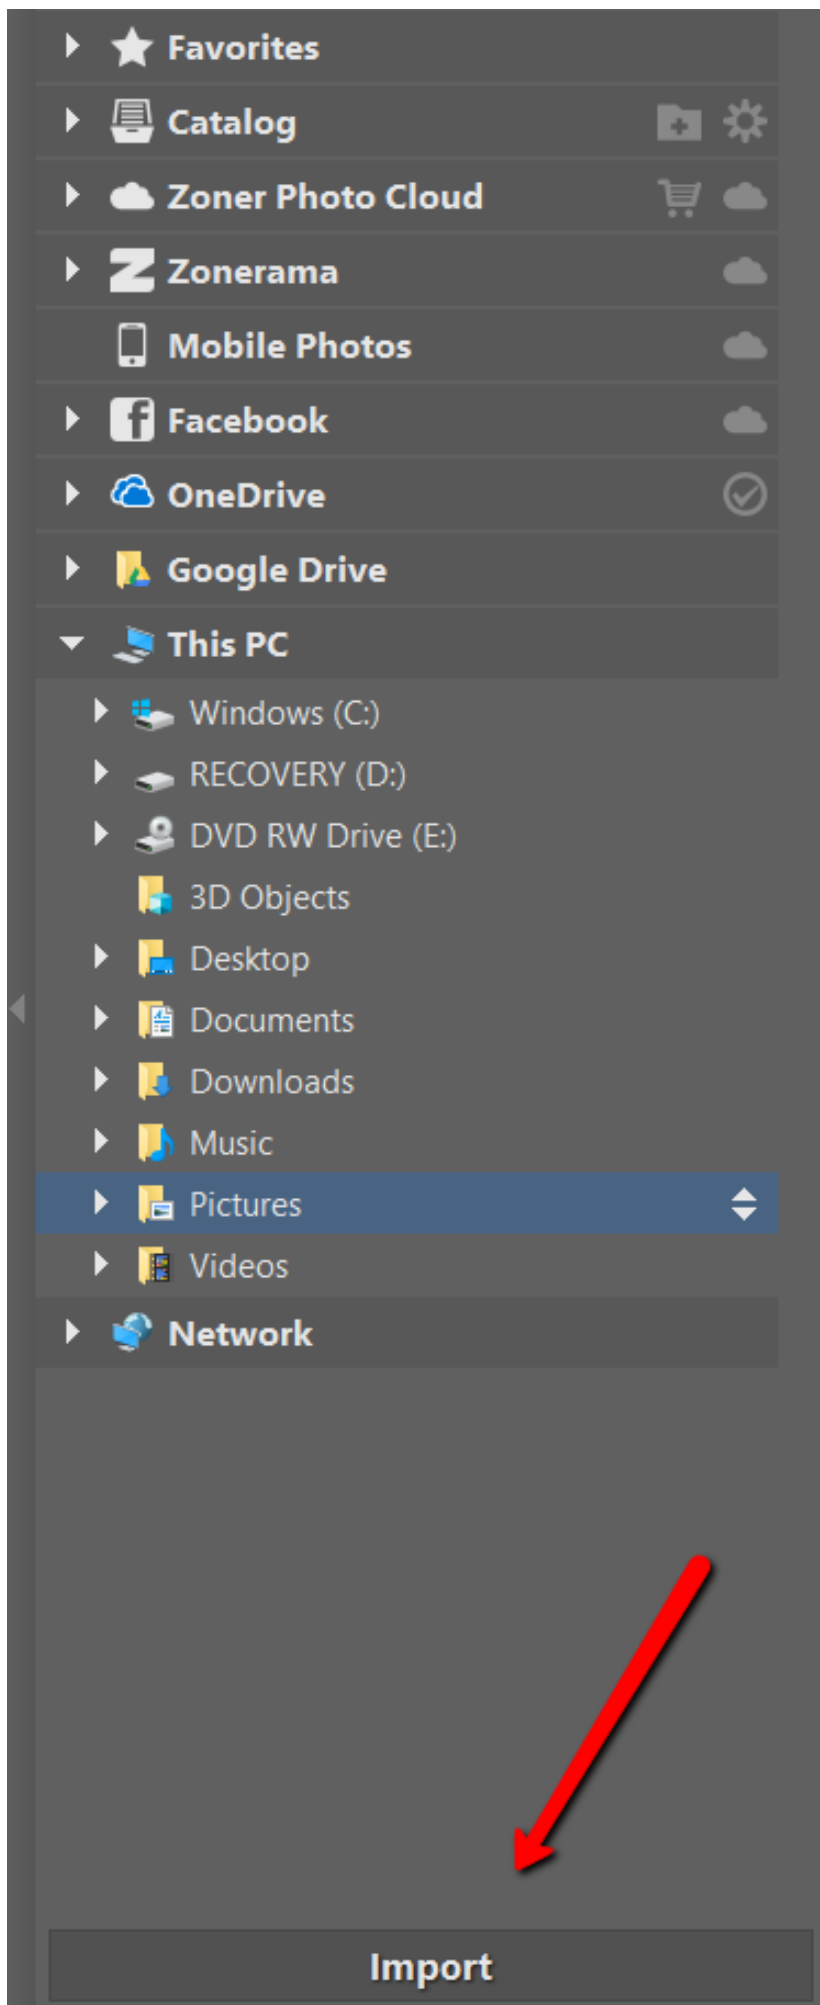 Favorites
Catalog
Zoner Photo Cloud
Zonerama
Mobile Photos
Facebook
OneDrive
Google Drive
This PC
Windows (C:)
RECOVERY (D:)
DVD RW Drive (E:)
3D Objects
Desktop
Documents
Downloads
Music
Pictures
Videos
Network
Import